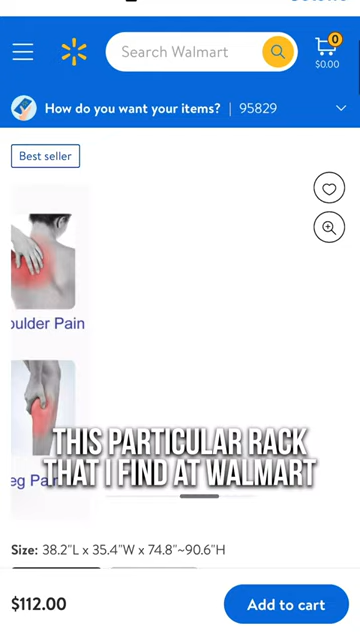 Search Walmart
0
$0.00
How do you want your items? | 95829
Best seller
oulder Pain
THIS PARTICULAR RACK
THAT I FIND AT WALMART
eg Pa
Size: 38.2"L x 35.4"W x 74.8"~90.6"H
$112.00
Add to cart